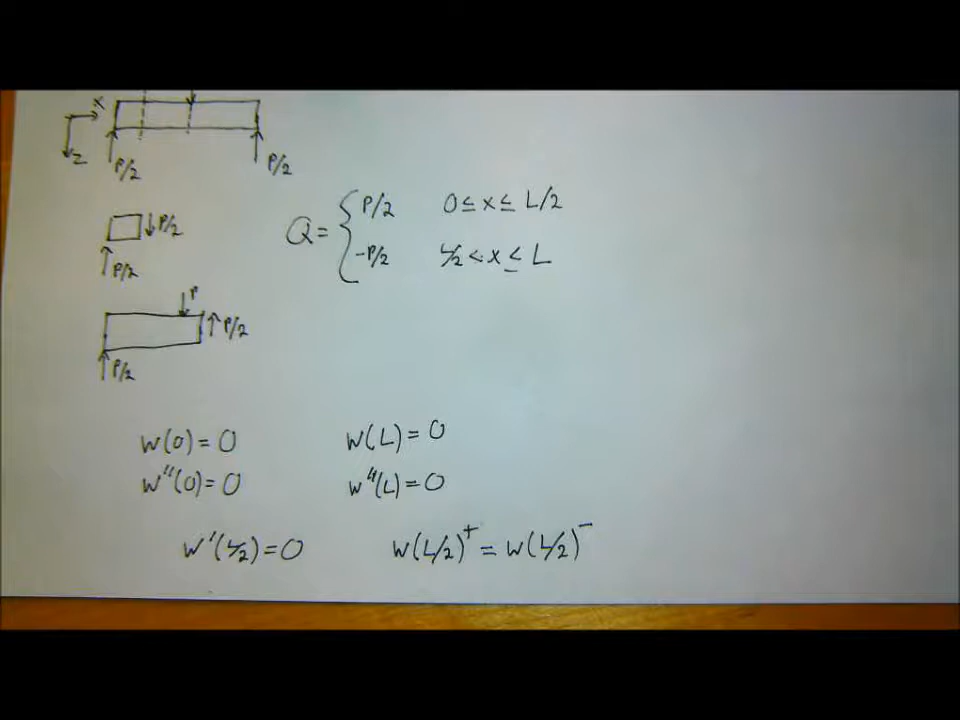 x
z
P/2 P/2
P/2
P/2
Q = { P/2 0 ≤ x ≤ L/2
-P/2 L/2 < x ≤ L
P
P/2
P/2
w(0) = 0 w(L) = 0
w''(0) = 0 w''(L) = 0
w'(L/2) = 0 w(L/2)⁺ = w(L/2)⁻